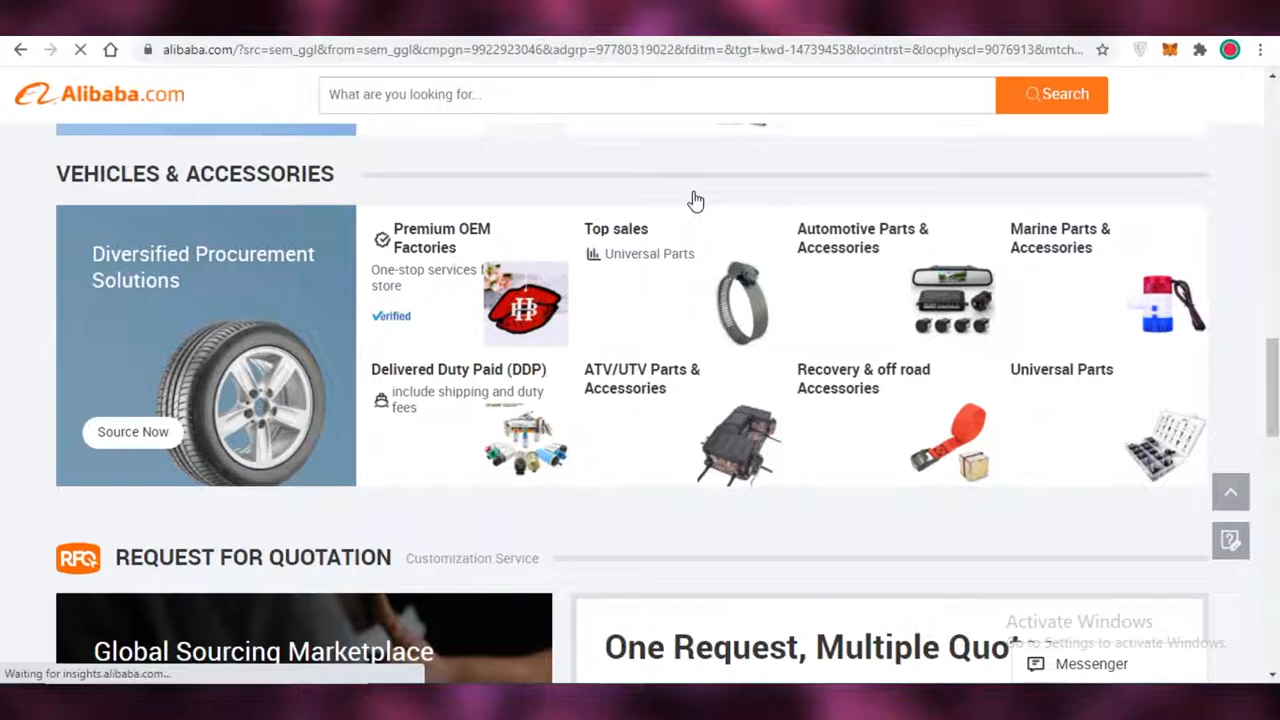 alibaba.com/?src=sem_ggl&from=sem_ggl&cmpgn=9922923046&adgrp=97780319022&fditm=&tgt=kwd-14739453&locintrst=&locphyscl=9076913&mtch...
Alibaba.com
What are you looking for...
Search
VEHICLES & ACCESSORIES
Diversified Procurement
Solutions
Source Now
Premium OEM
Factories
One-stop services f
store
Verified
Top sales
Universal Parts
Automotive Parts &
Accessories
Marine Parts &
Accessories
Delivered Duty Paid (DDP)
include shipping and duty
fees
ATV/UTV Parts &
Accessories
Recovery & off road
Accessories
Universal Parts
RFQ
REQUEST FOR QUOTATION
Customization Service
Global Sourcing Marketplace
One Request, Multiple Quot
Activate Windows
Go to Settings to activate Windows.
Messenger
Waiting for insights.alibaba.com...